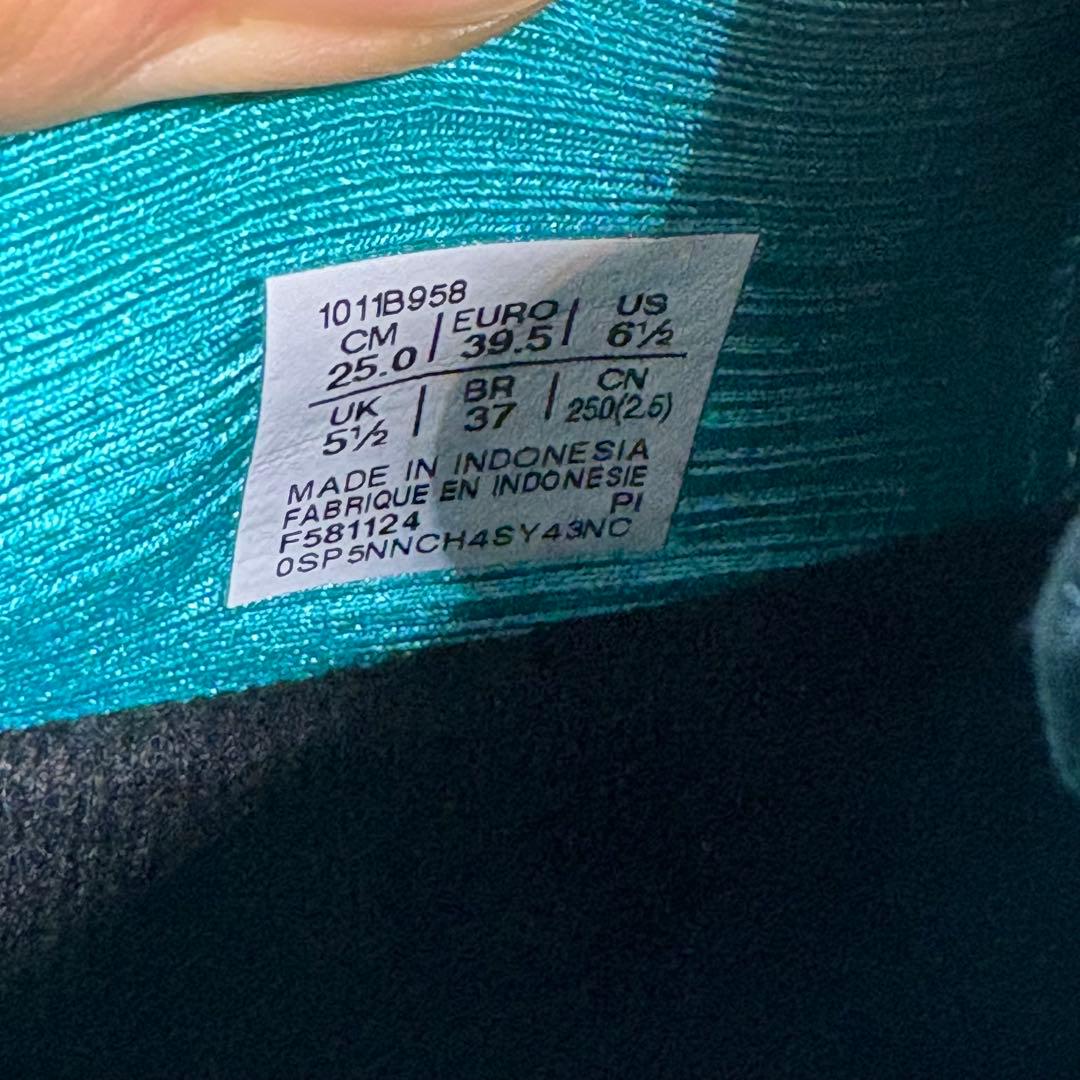 1011B958
CM | EURO | US
25.0 | 39.5 | 6½
UK | BR | CN
5½ | 37 | 250(2.5)
MADE IN INDONESIA
FABRIQUE EN INDONESIE
F581124 PI
0SP5NNCH4SY43NC